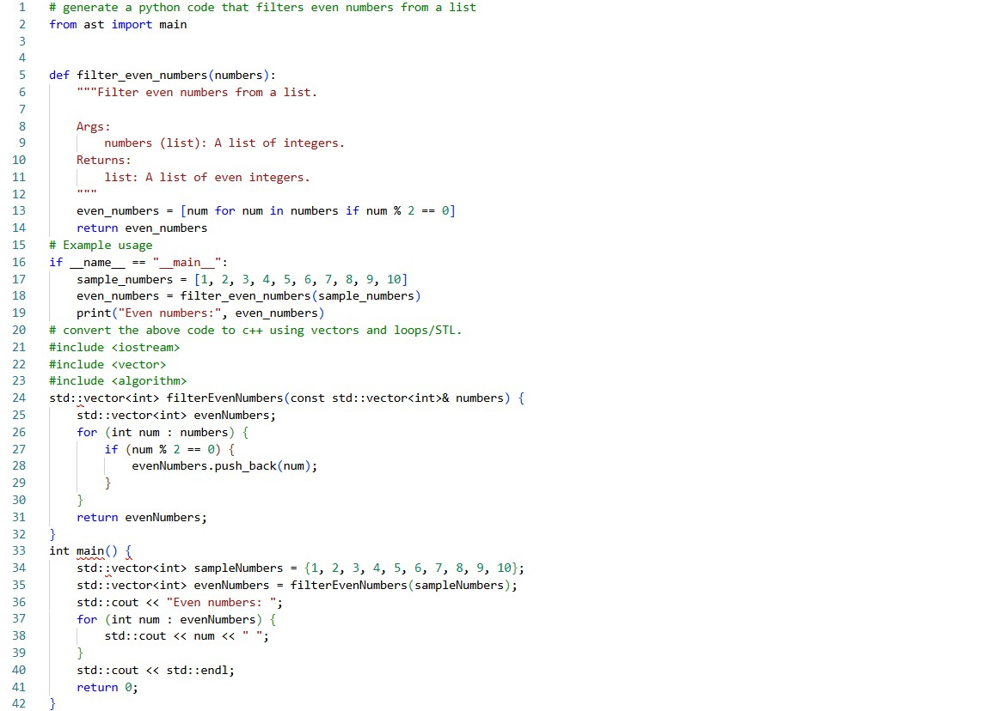 1 # generate a python code that filters even numbers from a list
2 from ast import main
3
4
5 def filter_even_numbers(numbers):
6     """Filter even numbers from a list.
7
8     Args:
9         numbers (list): A list of integers.
10     Returns:
11         list: A list of even integers.
12     """
13     even_numbers = [num for num in numbers if num % 2 == 0]
14     return even_numbers
15 # Example usage
16 if __name__ == "__main__":
17     sample_numbers = [1, 2, 3, 4, 5, 6, 7, 8, 9, 10]
18     even_numbers = filter_even_numbers(sample_numbers)
19     print("Even numbers:", even_numbers)
20 # convert the above code to c++ using vectors and loops/STL.
21 #include <iostream>
22 #include <vector>
23 #include <algorithm>
24 std::vector<int> filterEvenNumbers(const std::vector<int>& numbers) {
25     std::vector<int> evenNumbers;
26     for (int num : numbers) {
27         if (num % 2 == 0) {
28             evenNumbers.push_back(num);
29         }
30     }
31     return evenNumbers;
32 }
33 int main() {
34     std::vector<int> sampleNumbers = {1, 2, 3, 4, 5, 6, 7, 8, 9, 10};
35     std::vector<int> evenNumbers = filterEvenNumbers(sampleNumbers);
36     std::cout << "Even numbers: ";
37     for (int num : evenNumbers) {
38         std::cout << num << " ";
39     }
40     std::cout << std::endl;
41     return 0;
42 }